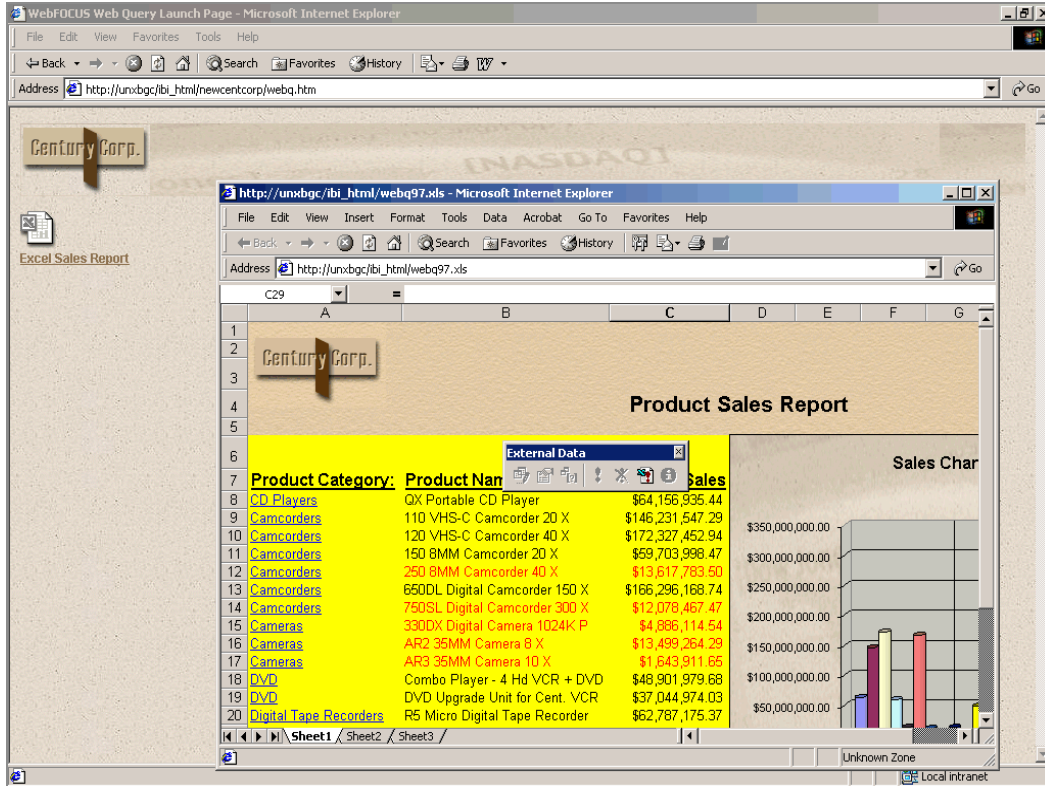 WebFOCUS Web Query Launch Page - Microsoft Internet Explorer
File Edit View Favorites Tools Help
Back Search Favorites History
Address http://unxbgc/ibi_html/newcentcorp/webq.htm Go
Century Corp.
[NASDAQ]
Excel Sales Report
http://unxbgc/ibi_html/webq97.xls - Microsoft Internet Explorer
File Edit View Insert Format Tools Data Acrobat Go To Favorites Help
Back Search Favorites History
Address http://unxbgc/ibi_html/webq97.xls Go
C29 =
A B C D E F G
1
2 Century Corp.
3
4 Product Sales Report
5
6 External Data Sales Char
7 Product Category: Product Nam Sales
8 CD Players QX Portable CD Player $64,156,935.44
9 Camcorders 110 VHS-C Camcorder 20 X $146,231,547.29
10 Camcorders 120 VHS-C Camcorder 40 X $172,327,452.94
11 Camcorders 150 8MM Camcorder 20 X $59,703,998.47
12 Camcorders 250 8MM Camcorder 40 X $13,617,783.50
13 Camcorders 650DL Digital Camcorder 150 X $166,296,168.74
14 Camcorders 750SL Digital Camcorder 300 X $12,078,467.47
15 Cameras 330DX Digital Camera 1024K P $4,886,114.54
16 Cameras AR2 35MM Camera 8 X $13,499,264.29
17 Cameras AR3 35MM Camera 10 X $1,643,911.65
18 DVD Combo Player - 4 Hd VCR + DVD $48,901,979.68
19 DVD DVD Upgrade Unit for Cent. VCR $37,044,974.03
20 Digital Tape Recorders R5 Micro Digital Tape Recorder $62,787,175.37
$350,000,000.00
$300,000,000.00
$250,000,000.00
$200,000,000.00
$150,000,000.00
$100,000,000.00
$50,000,000.00
Sheet1 Sheet2 Sheet3
Unknown Zone
Local intranet